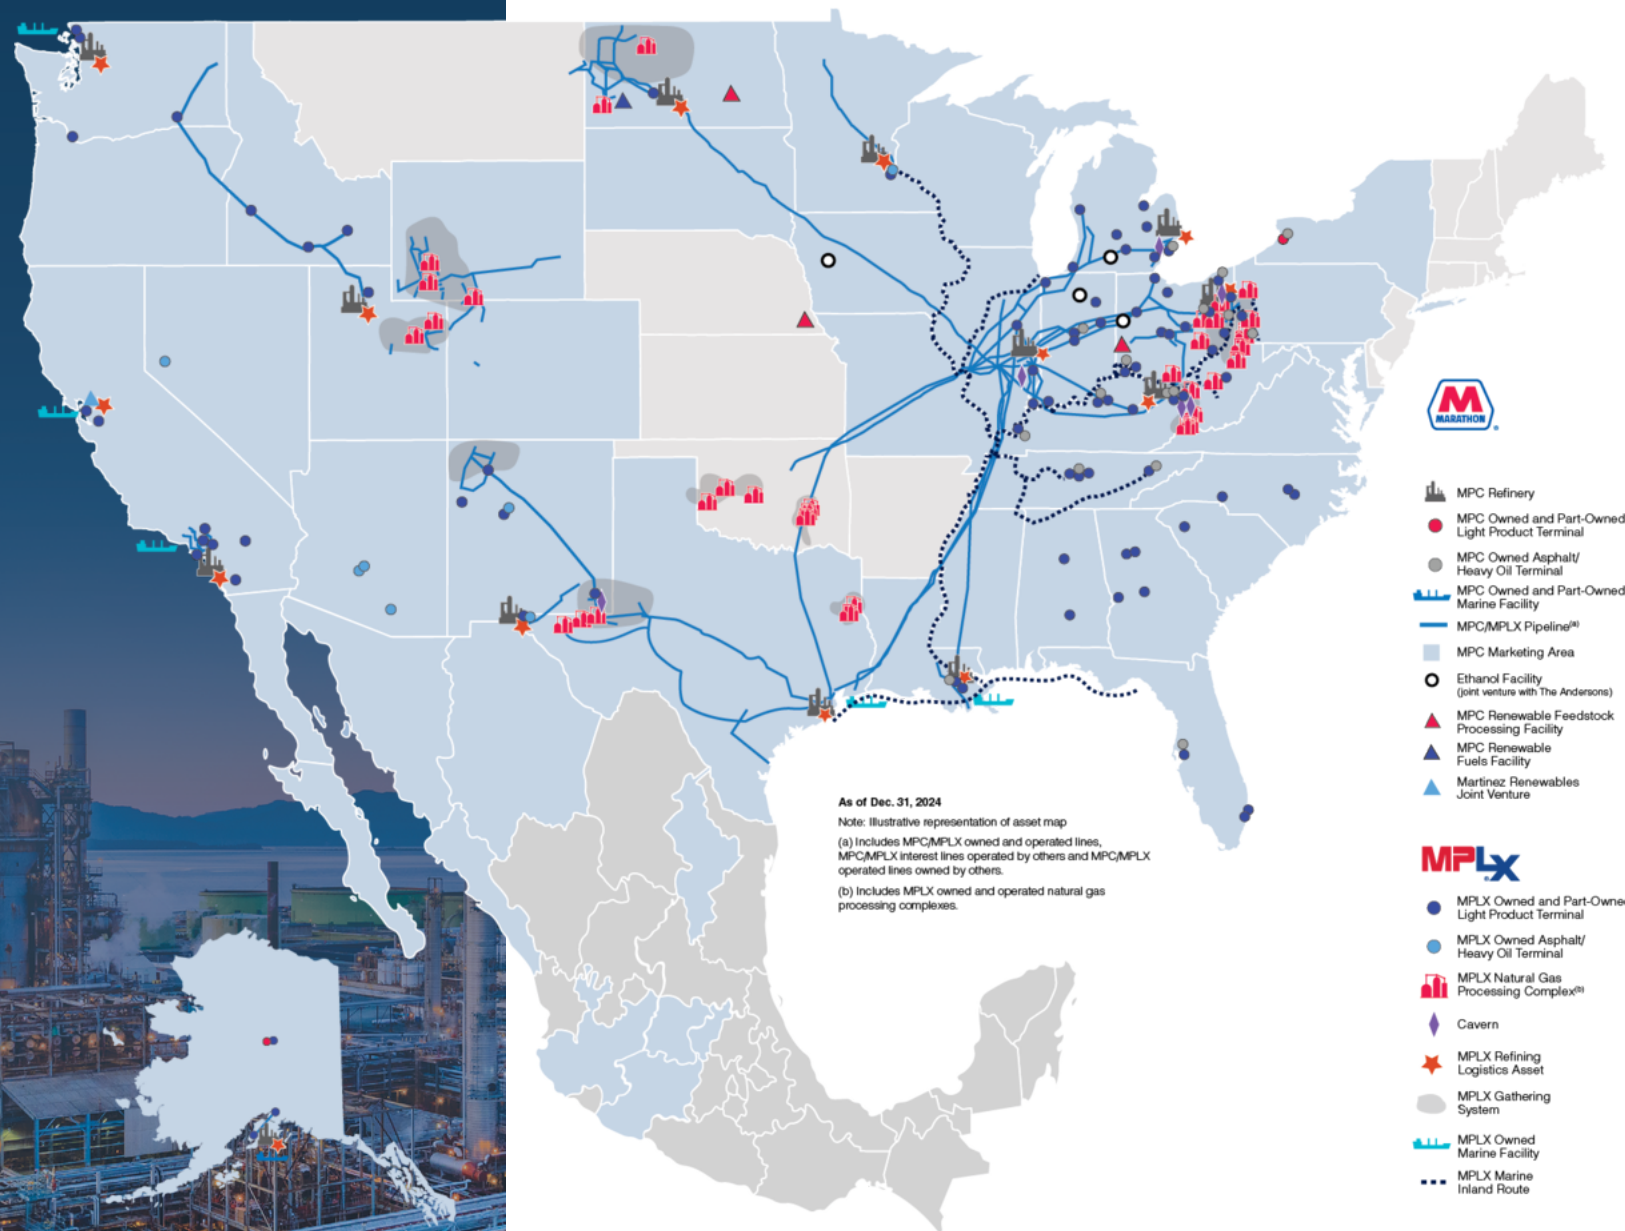 M
MARATHON
MPC Refinery
MPC Owned and Part-Owned
Light Product Terminal
MPC Owned Asphalt/
Heavy Oil Terminal
MPC Owned and Part-Owned
Marine Facility
MPC/MPLX Pipeline(a)
MPC Marketing Area
Ethanol Facility
(joint venture with The Andersons)
MPC Renewable Feedstock
Processing Facility
MPC Renewable
Fuels Facility
Martinez Renewables
Joint Venture
As of Dec. 31, 2024
Note: Illustrative representation of asset map
(a) Includes MPC/MPLX owned and operated lines,
MPC/MPLX interest lines operated by others and MPC/MPLX
operated lines owned by others.
(b) Includes MPLX owned and operated natural gas
processing complexes.
MPLX
MPLX Owned and Part-Owne
Light Product Terminal
MPLX Owned Asphalt/
Heavy Oil Terminal
MPLX Natural Gas
Processing Complex(b)
Cavern
MPLX Refining
Logistics Asset
MPLX Gathering
System
MPLX Owned
Marine Facility
MPLX Marine
Inland Route